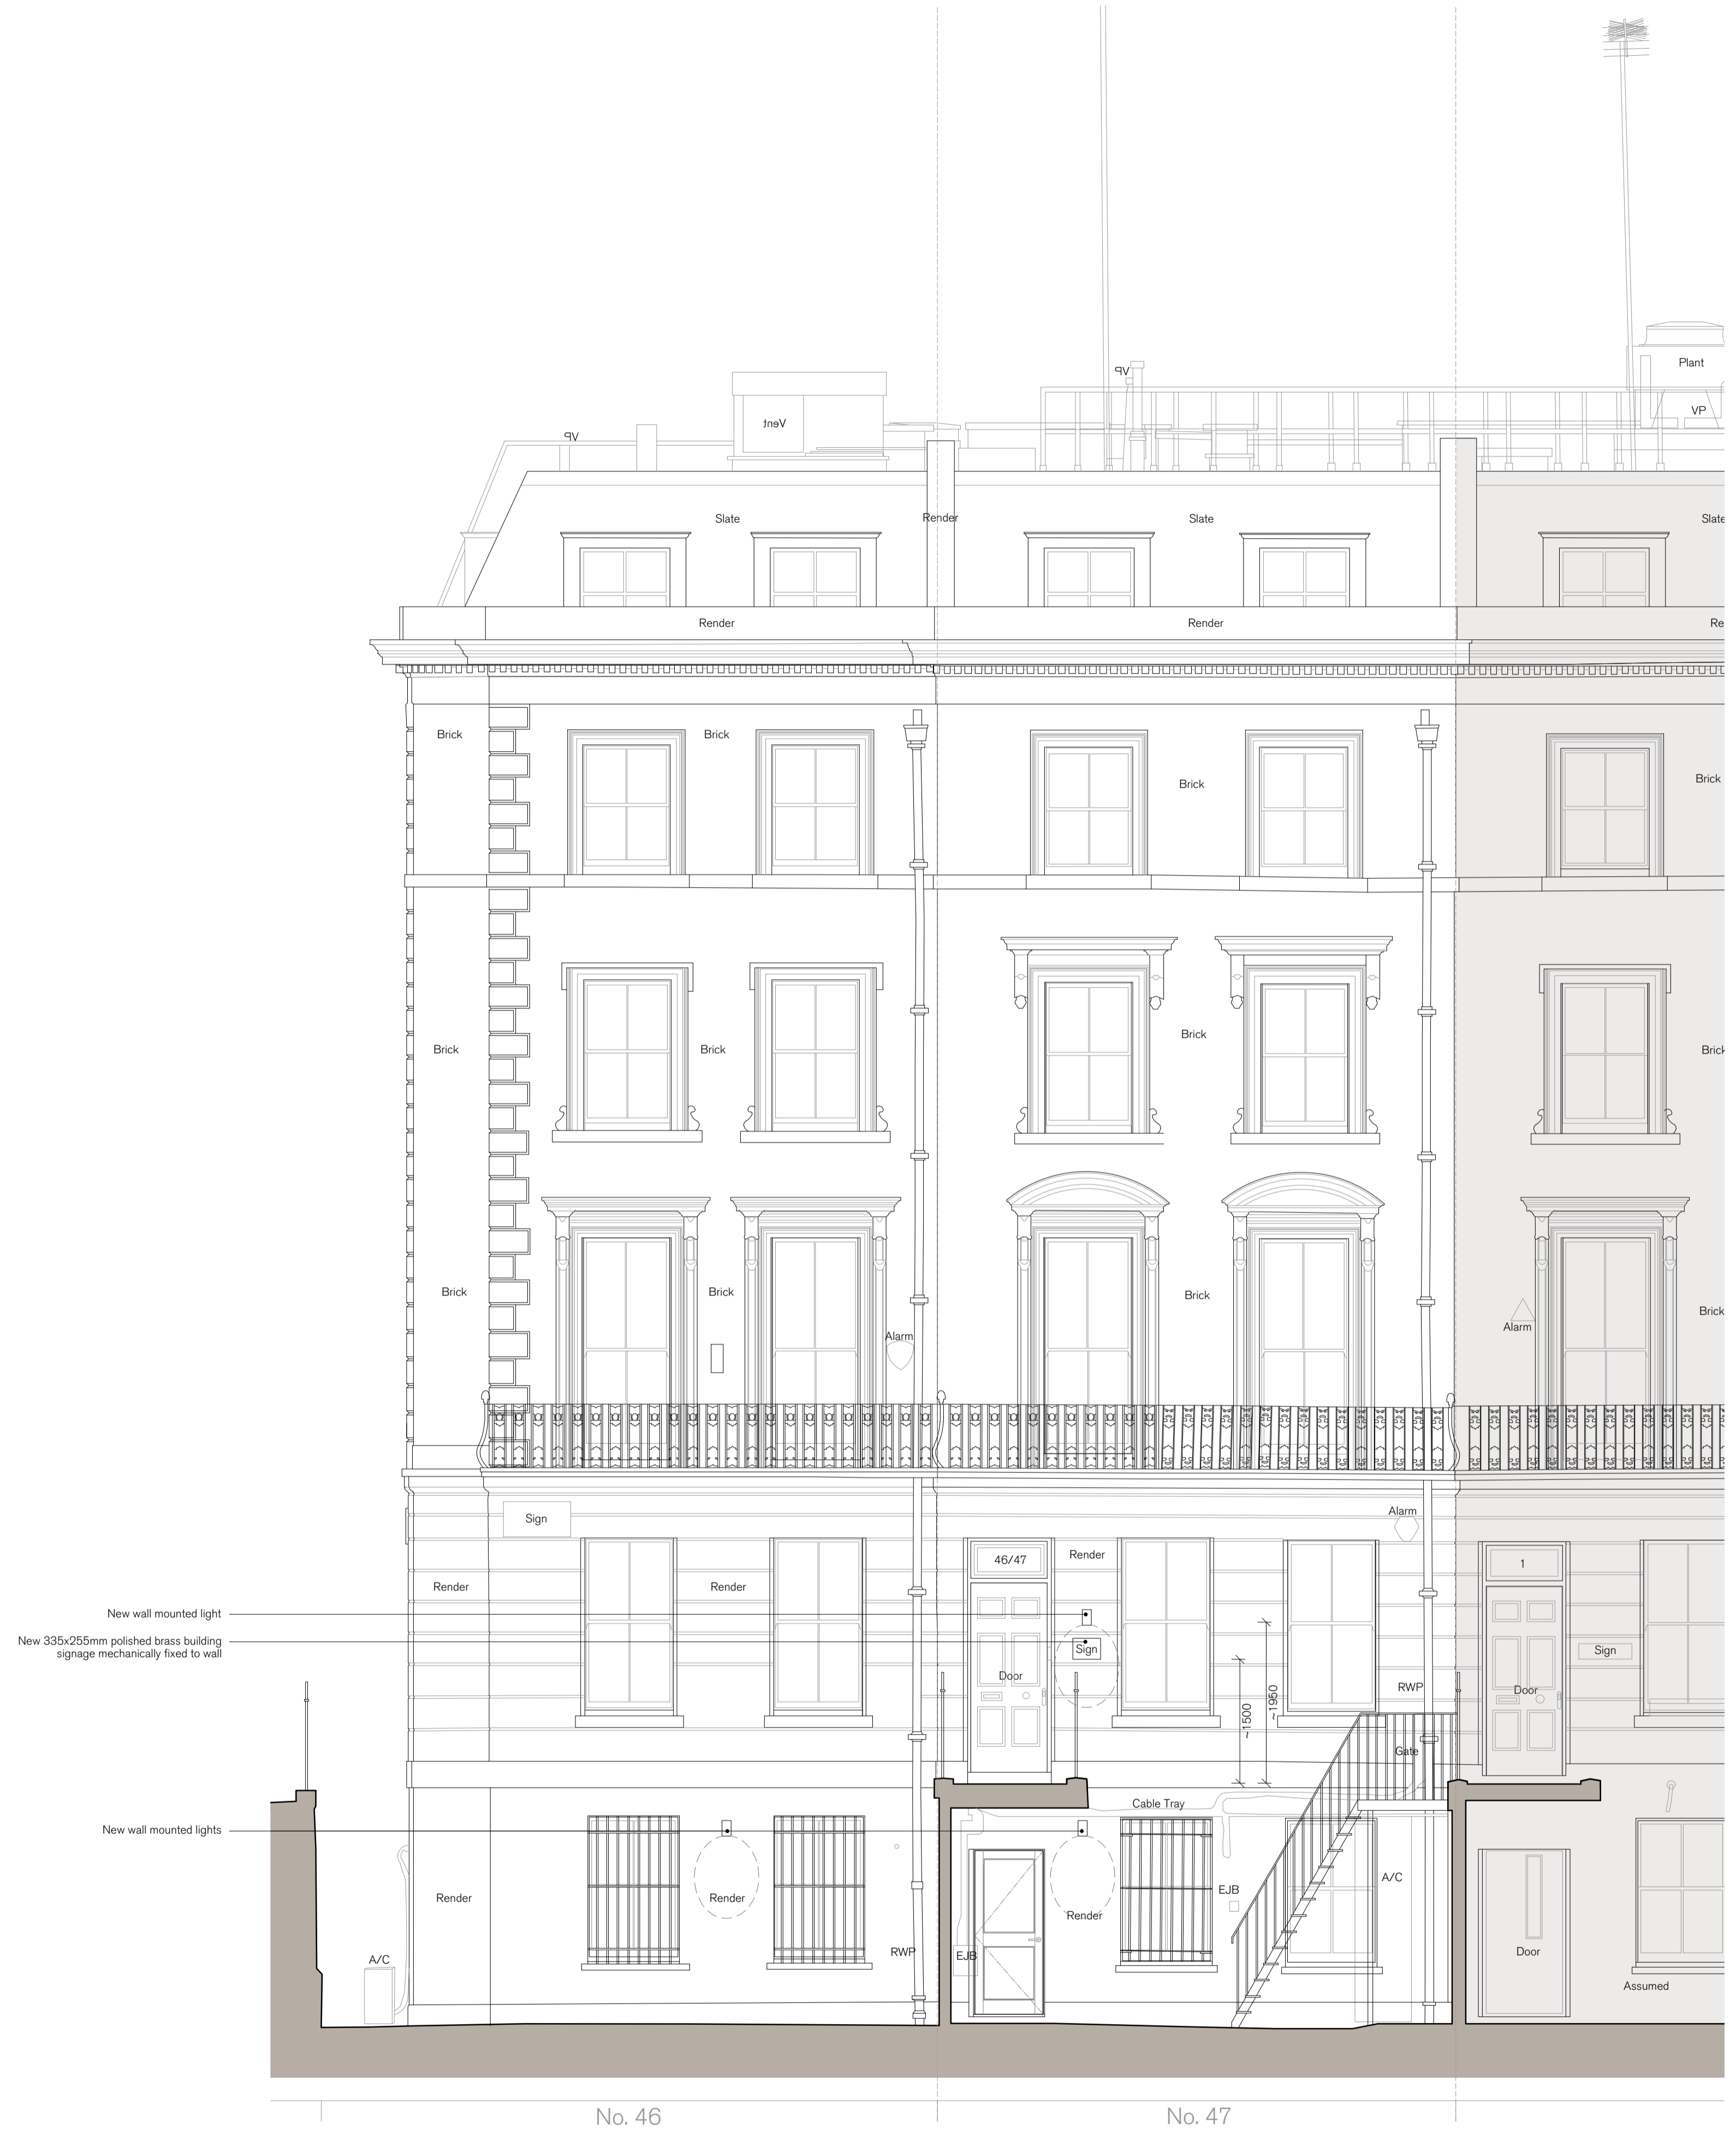 Plant
VP
VP
Vent
VP
Slate
Render
Slate
Slate
Render
Render
Re
Brick
Brick
Brick
Brick
Brick
Brick
Brick
Brick
Brick
Brick
Brick
Brick
Alarm
Alarm
Sign
Alarm
46/47
Render
1
Render
Render
New wall mounted light
New 335x255mm polished brass building
signage mechanically fixed to wall
Sign
Sign
Door
RWP
Door
~1500
~1950
Gate
Cable Tray
New wall mounted lights
A/C
EJB
Render
Render
Render
RWP
EJB
Door
A/C
Assumed
No. 46
No. 47